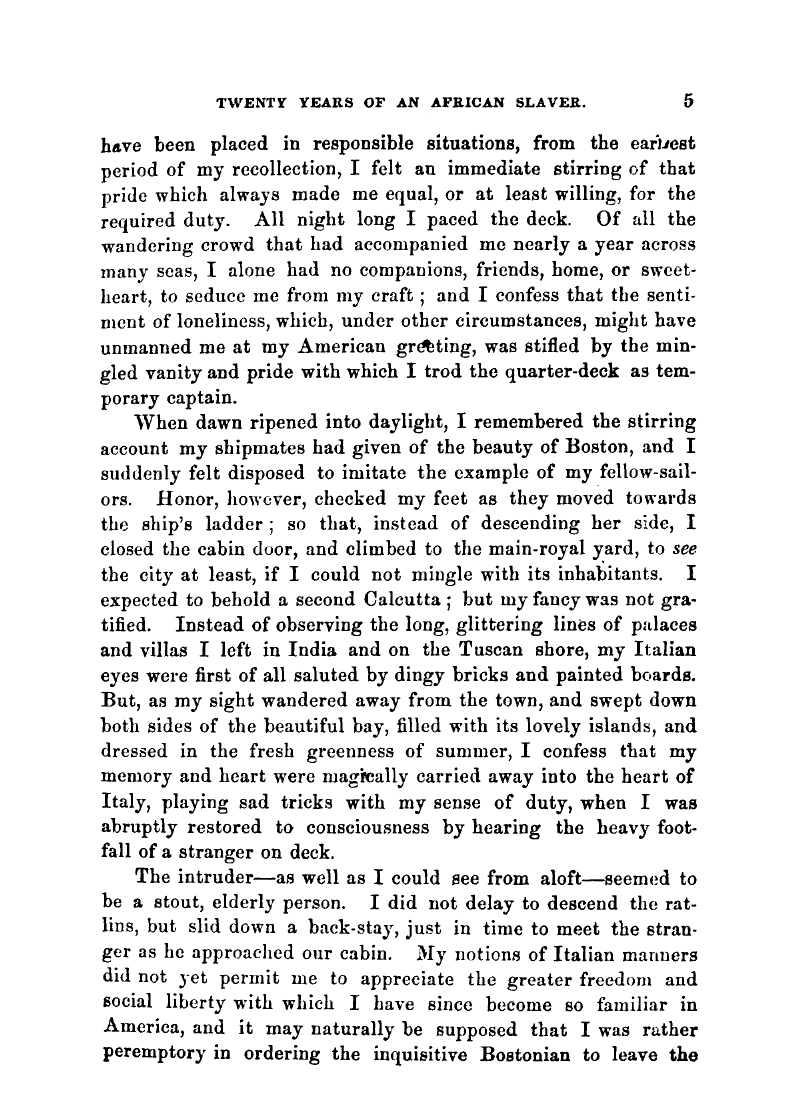 TWENTY YEARS OF AN AFRICAN SLAVER. 5
have been placed in responsible situations, from the earliest
period of my recollection, I felt an immediate stirring of that
pride which always made me equal, or at least willing, for the
required duty. All night long I paced the deck. Of all the
wandering crowd that had accompanied me nearly a year across
many seas, I alone had no companions, friends, home, or sweet-
heart, to seduce me from my craft ; and I confess that the senti-
ment of loneliness, which, under other circumstances, might have
unmanned me at my American greeting, was stifled by the min-
gled vanity and pride with which I trod the quarter-deck as tem-
porary captain.
When dawn ripened into daylight, I remembered the stirring
account my shipmates had given of the beauty of Boston, and I
suddenly felt disposed to imitate the example of my fellow-sail-
ors. Honor, however, checked my feet as they moved towards
the ship's ladder ; so that, instead of descending her side, I
closed the cabin door, and climbed to the main-royal yard, to see
the city at least, if I could not mingle with its inhabitants. I
expected to behold a second Calcutta ; but my fancy was not gra-
tified. Instead of observing the long, glittering lines of palaces
and villas I left in India and on the Tuscan shore, my Italian
eyes were first of all saluted by dingy bricks and painted boards.
But, as my sight wandered away from the town, and swept down
both sides of the beautiful bay, filled with its lovely islands, and
dressed in the fresh greenness of summer, I confess that my
memory and heart were magically carried away into the heart of
Italy, playing sad tricks with my sense of duty, when I was
abruptly restored to consciousness by hearing the heavy foot-
fall of a stranger on deck.
The intruder—as well as I could see from aloft—seemed to
be a stout, elderly person. I did not delay to descend the rat-
lins, but slid down a back-stay, just in time to meet the stran-
ger as he approached our cabin. My notions of Italian manners
did not yet permit me to appreciate the greater freedom and
social liberty with which I have since become so familiar in
America, and it may naturally be supposed that I was rather
peremptory in ordering the inquisitive Bostonian to leave the